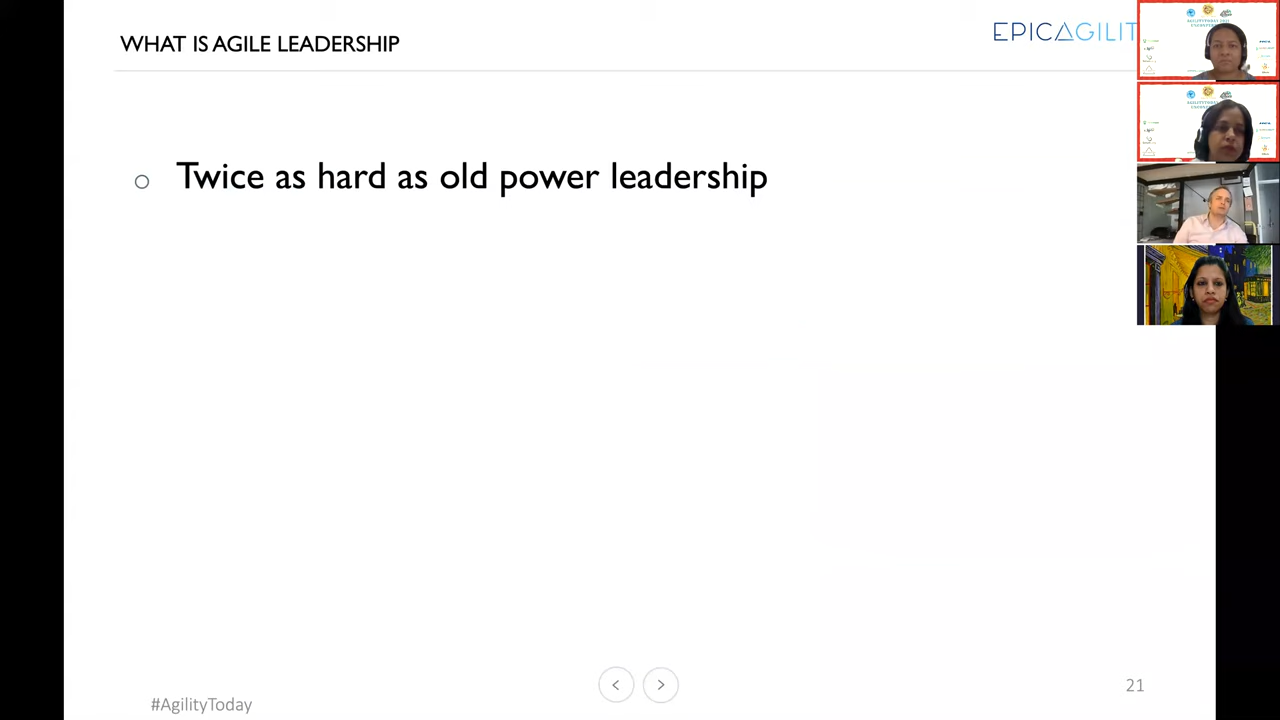 WHAT IS AGILE LEADERSHIP
EPICAGILIT
Twice as hard as old power leadership
#AgilityToday
21